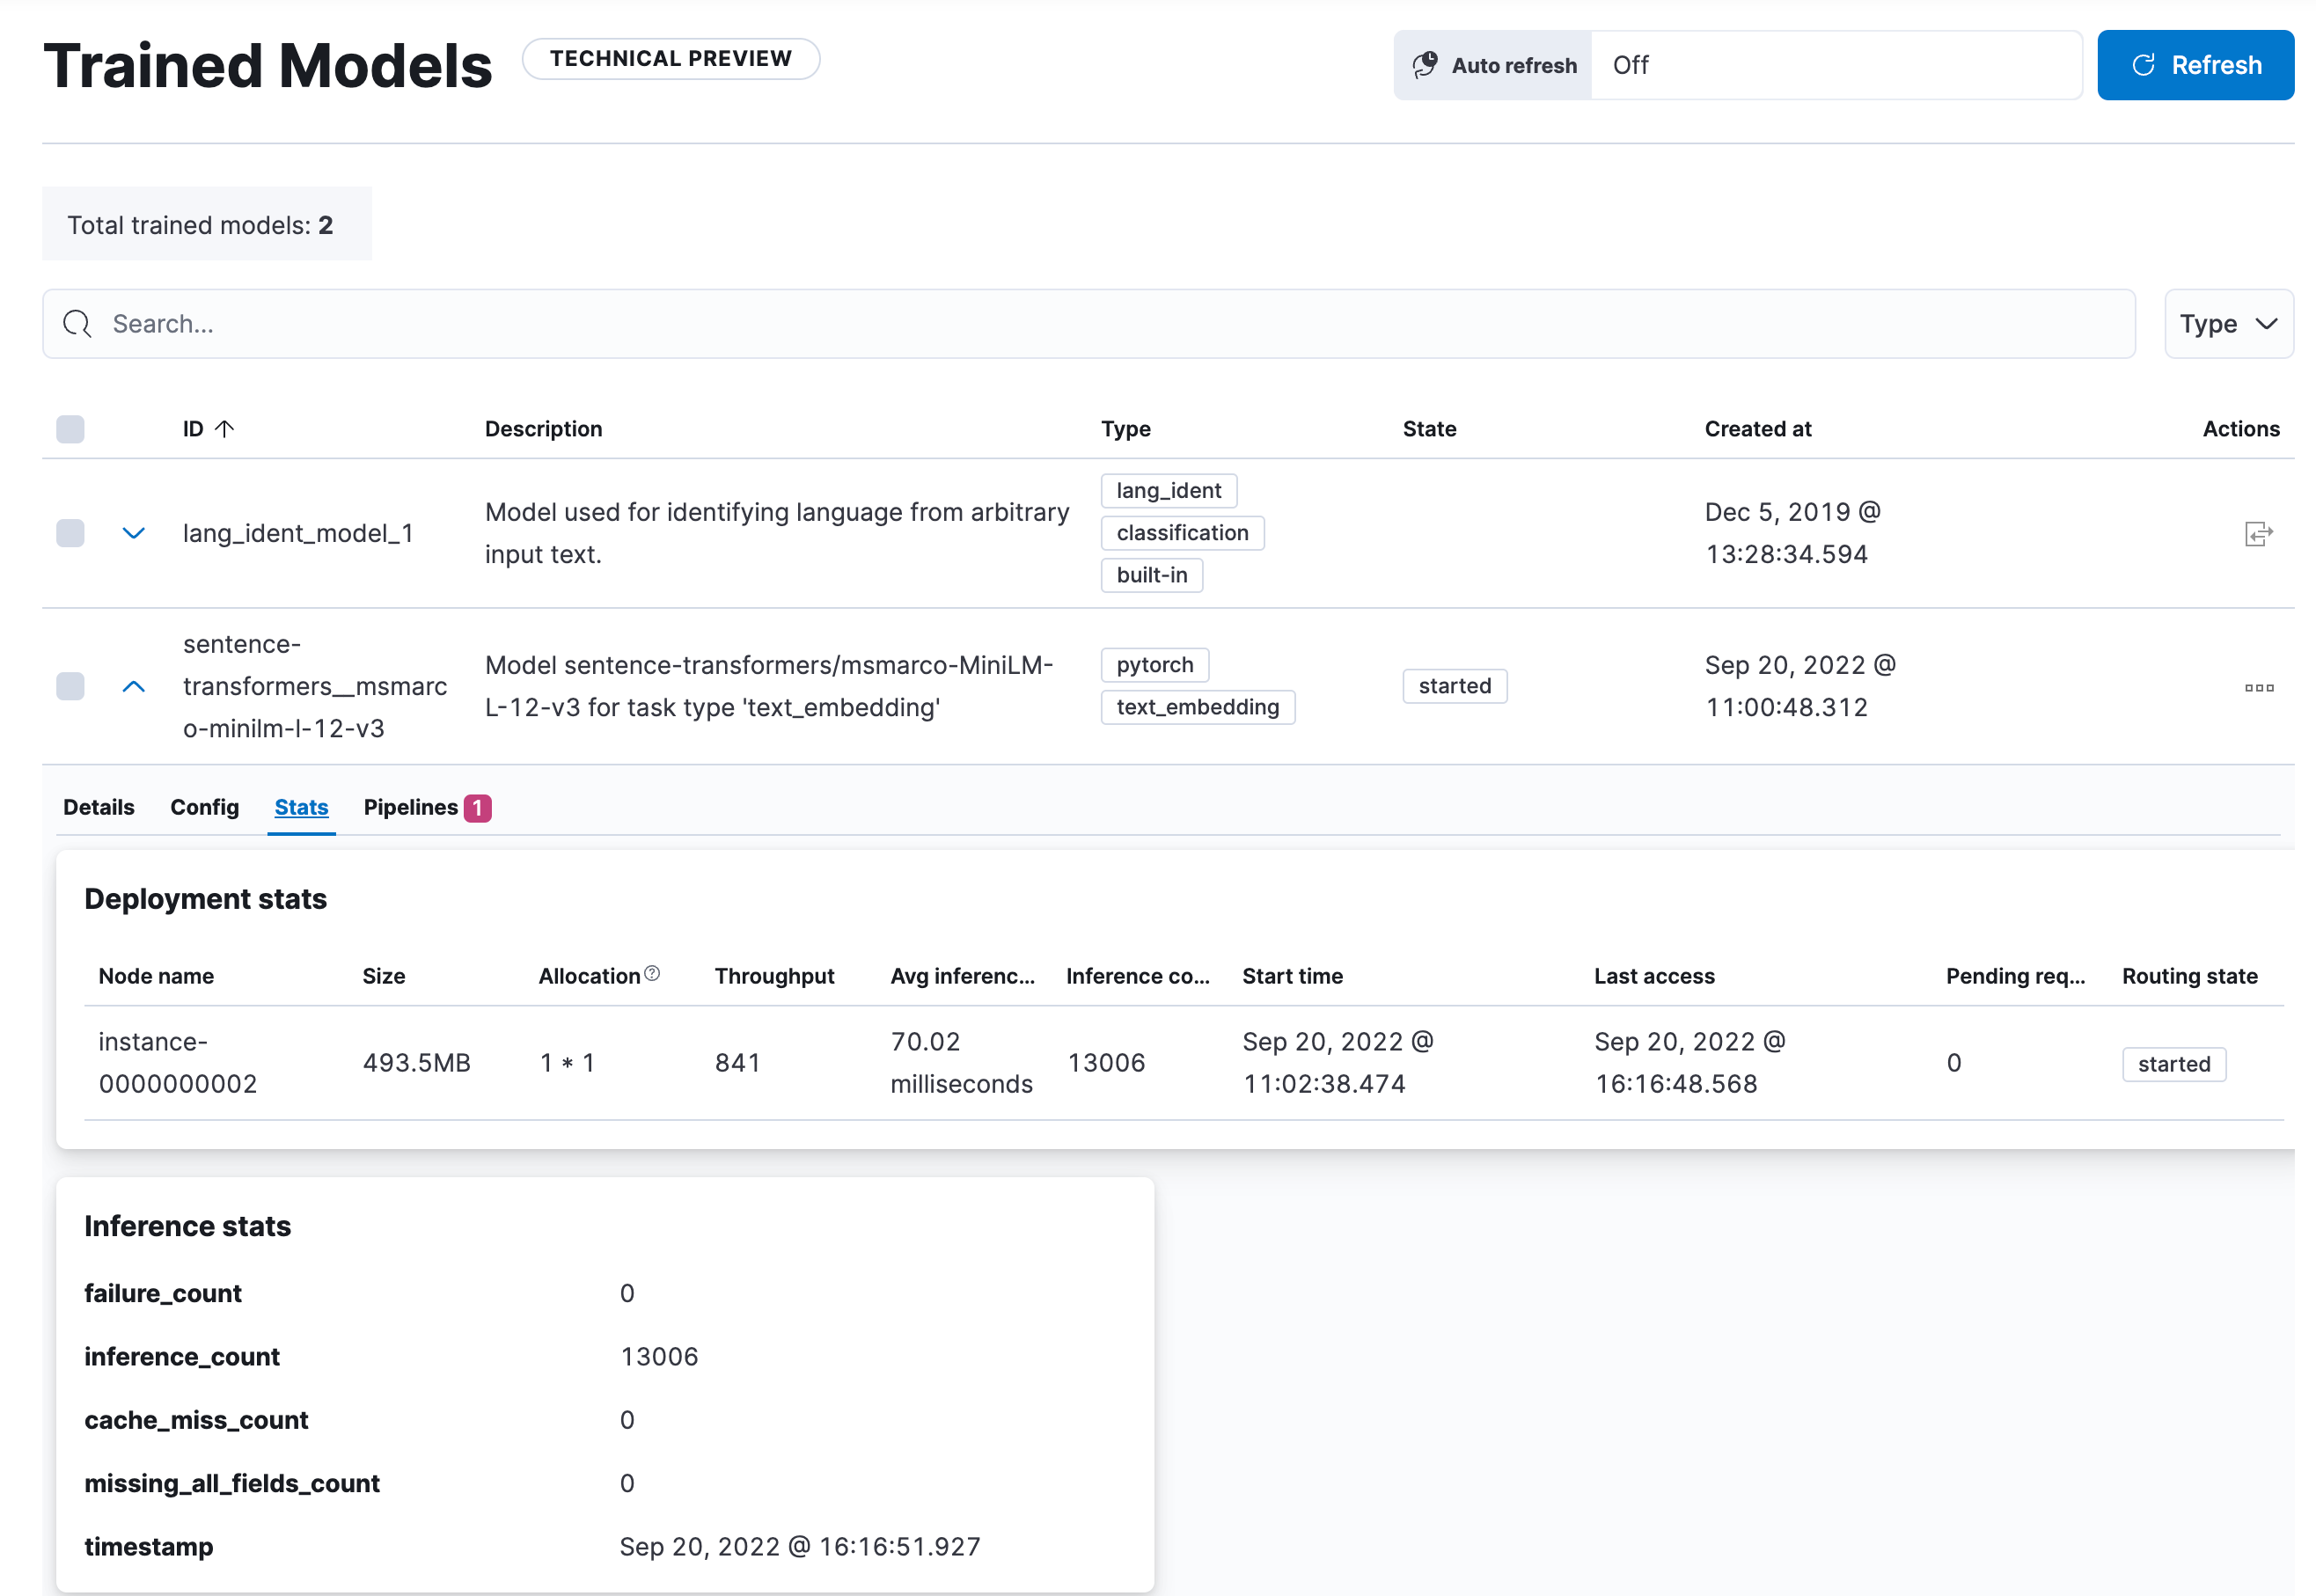 Trained Models TECHNICAL PREVIEW Auto refresh Off Refresh
Total trained models: 2
Search... Type
ID Description Type State Created at Actions
lang_ident_model_1
Model used for identifying language from arbitrary
input text.
lang_ident
classification
built-in
Dec 5, 2019 @
13:28:34.594
sentence-
transformers__msmarc
o-minilm-l-12-v3
Model sentence-transformers/msmarco-MiniLM-
L-12-v3 for task type 'text_embedding'
pytorch
text_embedding
started
Sep 20, 2022 @
11:00:48.312
Details Config Stats Pipelines 1
Deployment stats
Node name Size Allocation Throughput Avg inferenc... Inference co... Start time Last access Pending req... Routing state
instance-
0000000002
493.5MB
1 * 1
841
70.02
milliseconds
13006
Sep 20, 2022 @
11:02:38.474
Sep 20, 2022 @
16:16:48.568
0
started
Inference stats
failure_count 0
inference_count 13006
cache_miss_count 0
missing_all_fields_count 0
timestamp Sep 20, 2022 @ 16:16:51.927